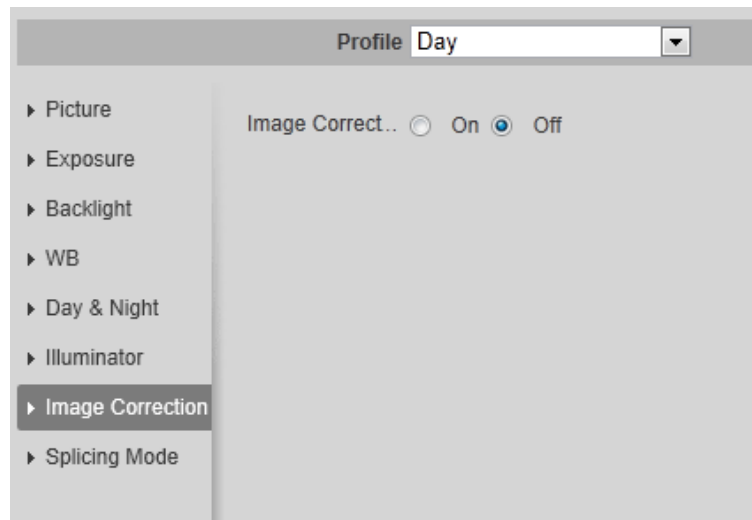 Profile Day
Picture
Image Correct.. On Off
Exposure
Backlight
WB
Day & Night
Illuminator
Image Correction
Splicing Mode